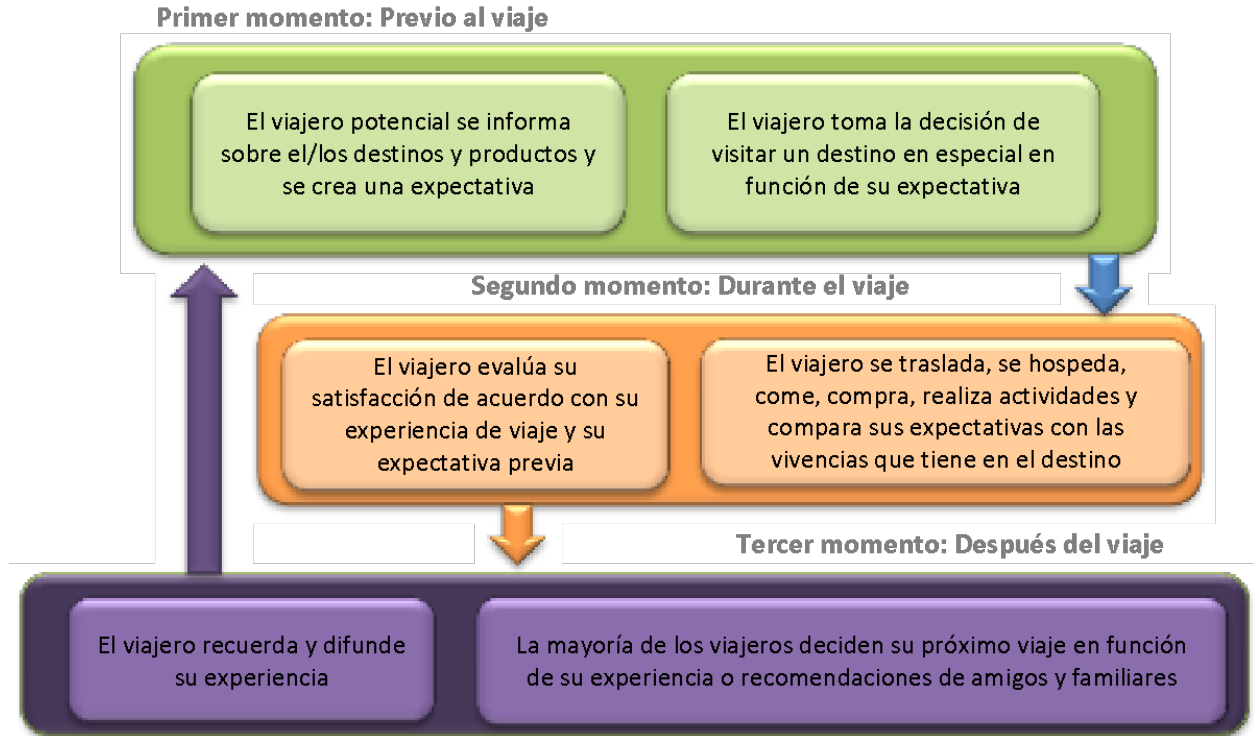 Primer momento: Previo al viaje
El viajero potencial se informa
sobre el/los destinos y productos y
se crea una expectativa
El viajero toma la decisión de
visitar un destino en especial en
función de su expectativa
Segundo momento: Durante el viaje
El viajero evalúa su
satisfacción de acuerdo con su
experiencia de viaje y su
expectativa previa
El viajero se traslada, se hospeda,
come, compra, realiza actividades y
compara sus expectativas con las
vivencias que tiene en el destino
Tercer momento: Después del viaje
El viajero recuerda y difunde
su experiencia
La mayoría de los viajeros deciden su próximo viaje en función
de su experiencia o recomendaciones de amigos y familiares